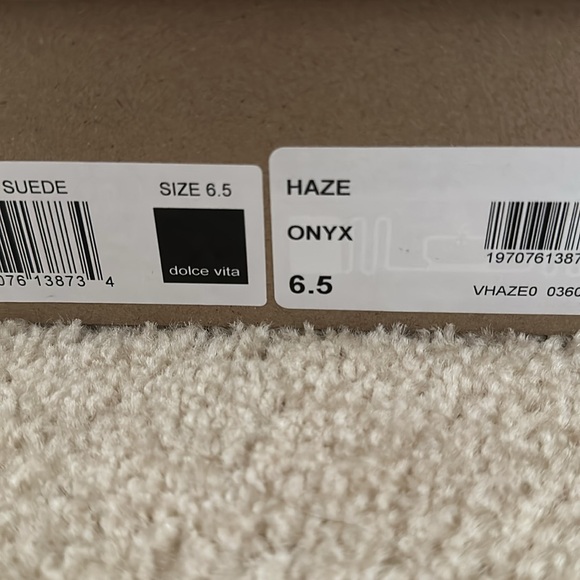 SUEDE
SIZE 6.5
dolce vita
076 13873 4
HAZE
ONYX
6.5
1970761387
VHAZE0 0360